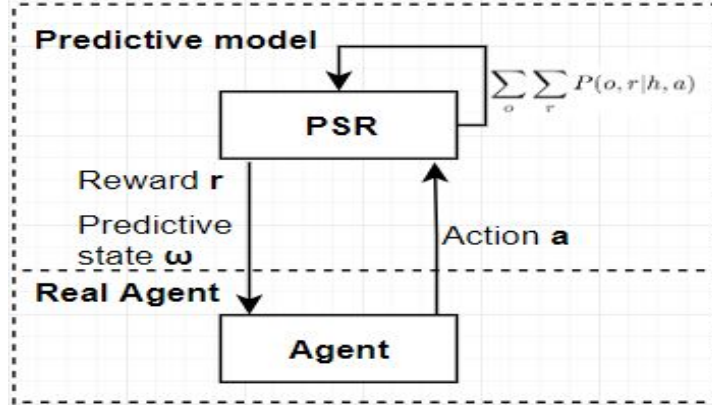 Predictive model
∑ₒ ∑ᵣ P(o, r|h, a)
PSR
Reward r
Predictive
state ω
Action a
Real Agent
Agent